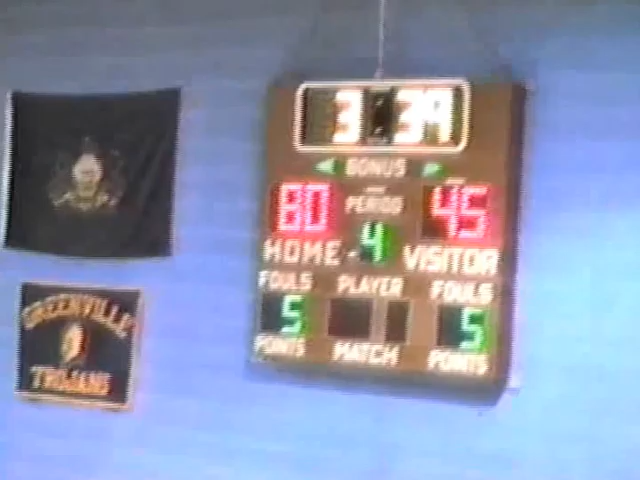 3 39
BONUS
80 PERIOD 45
HOME - 4 VISITOR
FOULS PLAYER FOULS
5 5
POINTS MATCH POINTS
GREENVILLE
TROJANS